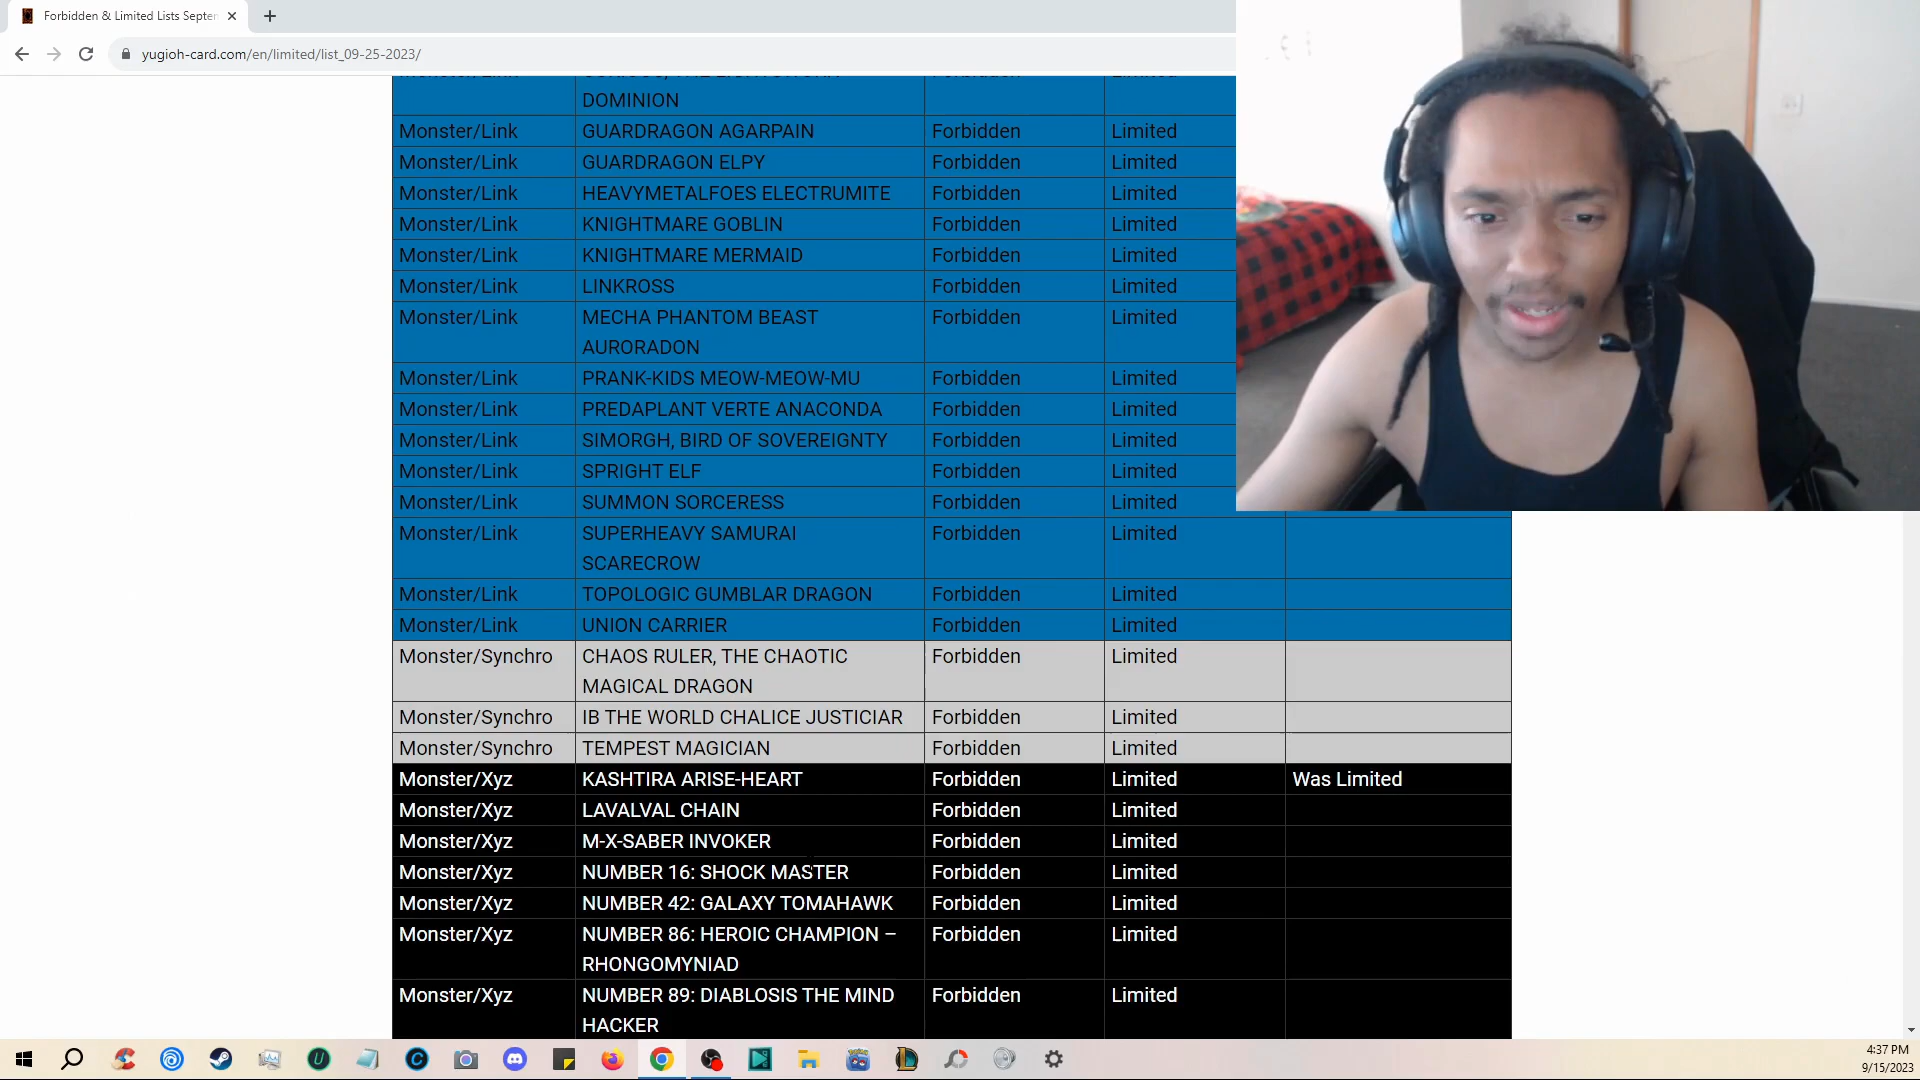 Forbidden & Limited Lists Septen
yugioh-card.com/en/limited/list_09-25-2023/
DOMINION
Monster/Link GUARDRAGON AGARPAIN Forbidden Limited
Monster/Link GUARDRAGON ELPY Forbidden Limited
Monster/Link HEAVYMETALFOES ELECTRUMITE Forbidden Limited
Monster/Link KNIGHTMARE GOBLIN Forbidden Limited
Monster/Link KNIGHTMARE MERMAID Forbidden Limited
Monster/Link LINKROSS Forbidden Limited
Monster/Link MECHA PHANTOM BEAST Forbidden Limited
AURORADON
Monster/Link PRANK-KIDS MEOW-MEOW-MU Forbidden Limited
Monster/Link PREDAPLANT VERTE ANACONDA Forbidden Limited
Monster/Link SIMORGH, BIRD OF SOVEREIGNTY Forbidden Limited
Monster/Link SPRIGHT ELF Forbidden Limited
Monster/Link SUMMON SORCERESS Forbidden Limited
Monster/Link SUPERHEAVY SAMURAI Forbidden Limited
SCARECROW
Monster/Link TOPOLOGIC GUMBLAR DRAGON Forbidden Limited
Monster/Link UNION CARRIER Forbidden Limited
Monster/Synchro CHAOS RULER, THE CHAOTIC Forbidden Limited
MAGICAL DRAGON
Monster/Synchro IB THE WORLD CHALICE JUSTICIAR Forbidden Limited
Monster/Synchro TEMPEST MAGICIAN Forbidden Limited
Monster/Xyz KASHTIRA ARISE-HEART Forbidden Limited Was Limited
Monster/Xyz LAVALVAL CHAIN Forbidden Limited
Monster/Xyz M-X-SABER INVOKER Forbidden Limited
Monster/Xyz NUMBER 16: SHOCK MASTER Forbidden Limited
Monster/Xyz NUMBER 42: GALAXY TOMAHAWK Forbidden Limited
Monster/Xyz NUMBER 86: HEROIC CHAMPION – Forbidden Limited
RHONGOMYNIAD
Monster/Xyz NUMBER 89: DIABLOSIS THE MIND Forbidden Limited
HACKER
4:37 PM
9/15/2023